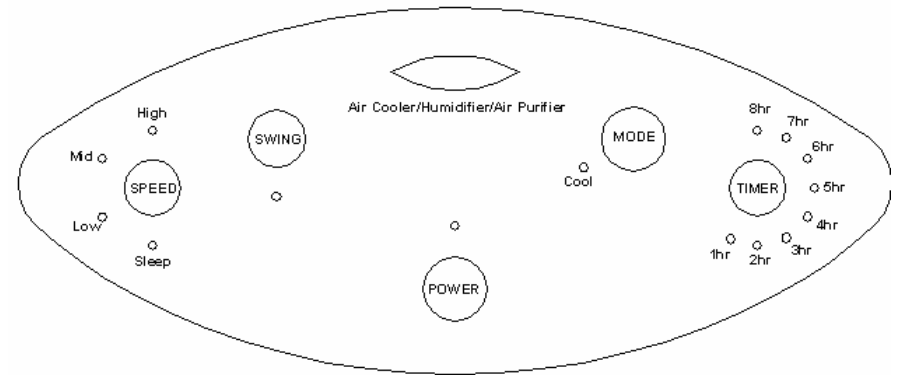 Air Cooler/Humidifier/Air Purifier
High
Mid
SPEED
Low
Sleep
SWING
POWER
MODE
Cool
TIMER
8hr
7hr
6hr
5hr
4hr
3hr
2hr
1hr